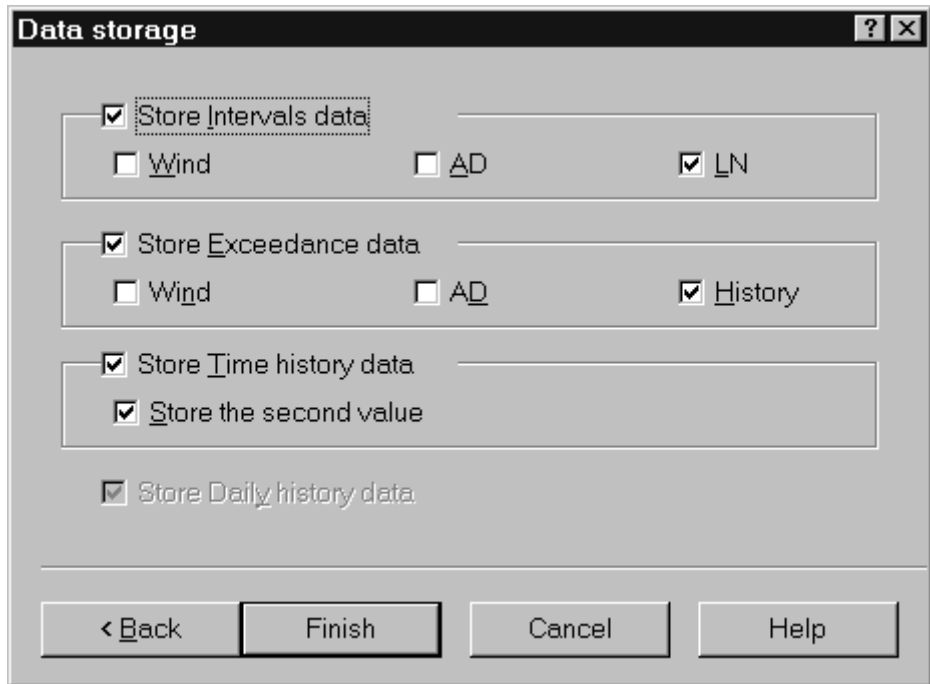 Data storage
Store Intervals data
Wind AD LN
Store Exceedance data
Wind AD History
Store Time history data
Store the second value
Store Daily history data
< Back Finish Cancel Help